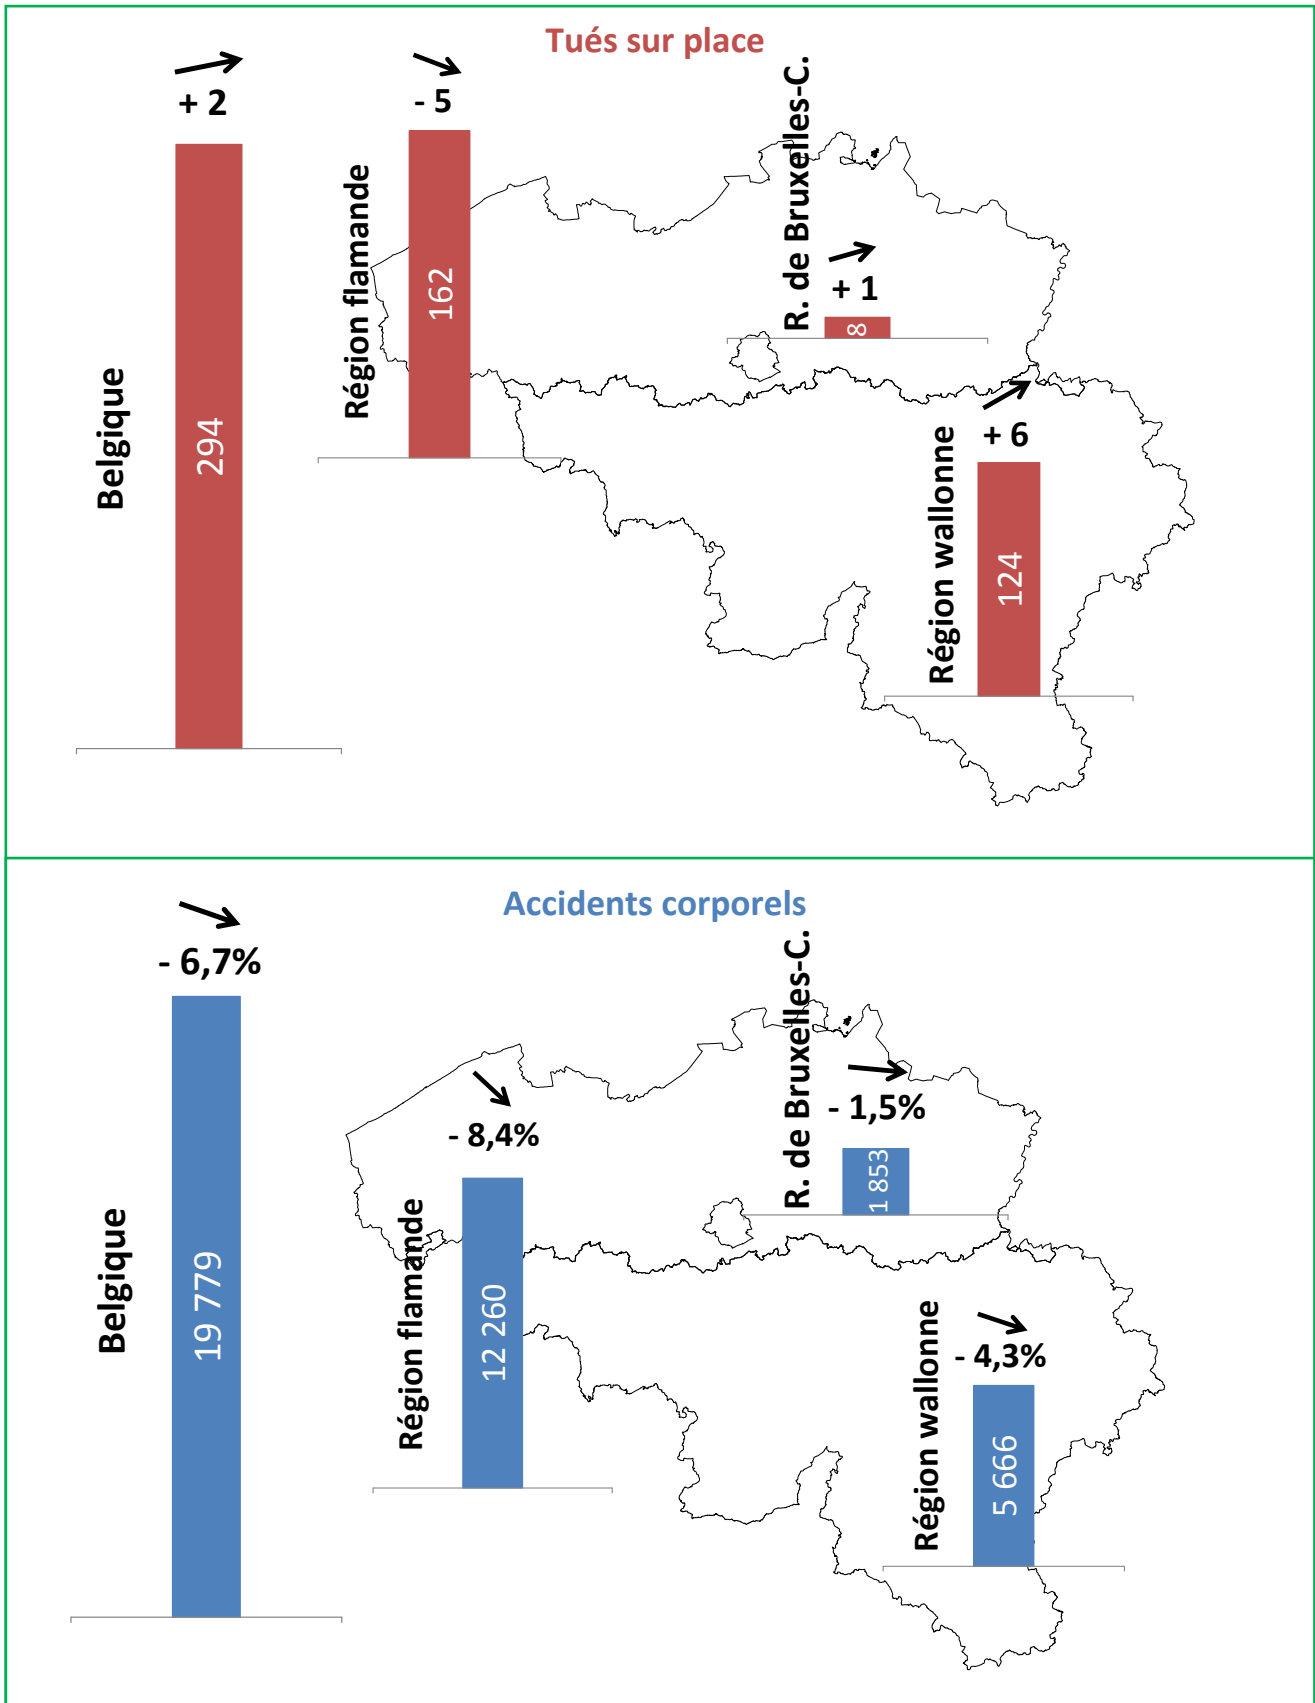 Tués sur place
+ 2
Belgique
294
- 5
Région flamande
162
R. de Bruxelles-C.
+ 1
8
+ 6
Région wallonne
124
Accidents corporels
- 6,7%
Belgique
19 779
- 8,4%
Région flamande
12 260
R. de Bruxelles-C.
- 1,5%
1 853
- 4,3%
Région wallonne
5 666